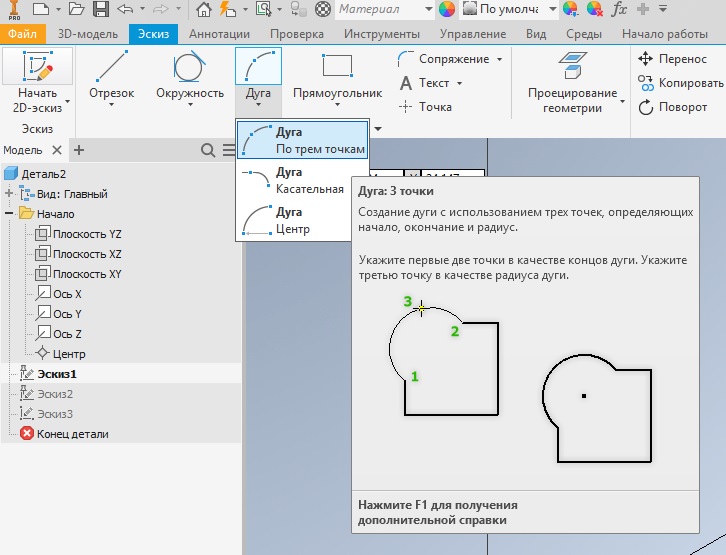 I
PRO
Материал
По умолча
fx
Файл
3D-модель
Эскиз
Аннотации
Проверка
Инструменты
Управление
Вид
Среды
Начало работы
Начать
2D-эскиз
Отрезок
Окружность
Дуга
Прямоугольник
Сопряжение
A Текст
Точка
Проецирование
геометрии
Перенос
Копировать
Поворот
Эскиз
Модель
Дуга
По трем точкам
Дуга
Касательная
Дуга
Центр
Деталь2
Вид: Главный
Начало
Плоскость YZ
Плоскость XZ
Плоскость XY
Ось X
Ось Y
Ось Z
Центр
Эскиз1
Эскиз2
Эскиз3
Конец детали
Дуга: 3 точки
Создание дуги с использованием трех точек, определяющих
начало, окончание и радиус.
Укажите первые две точки в качестве концов дуги. Укажите
третью точку в качестве радиуса дуги.
3
2
1
Нажмите F1 для получения
дополнительной справки